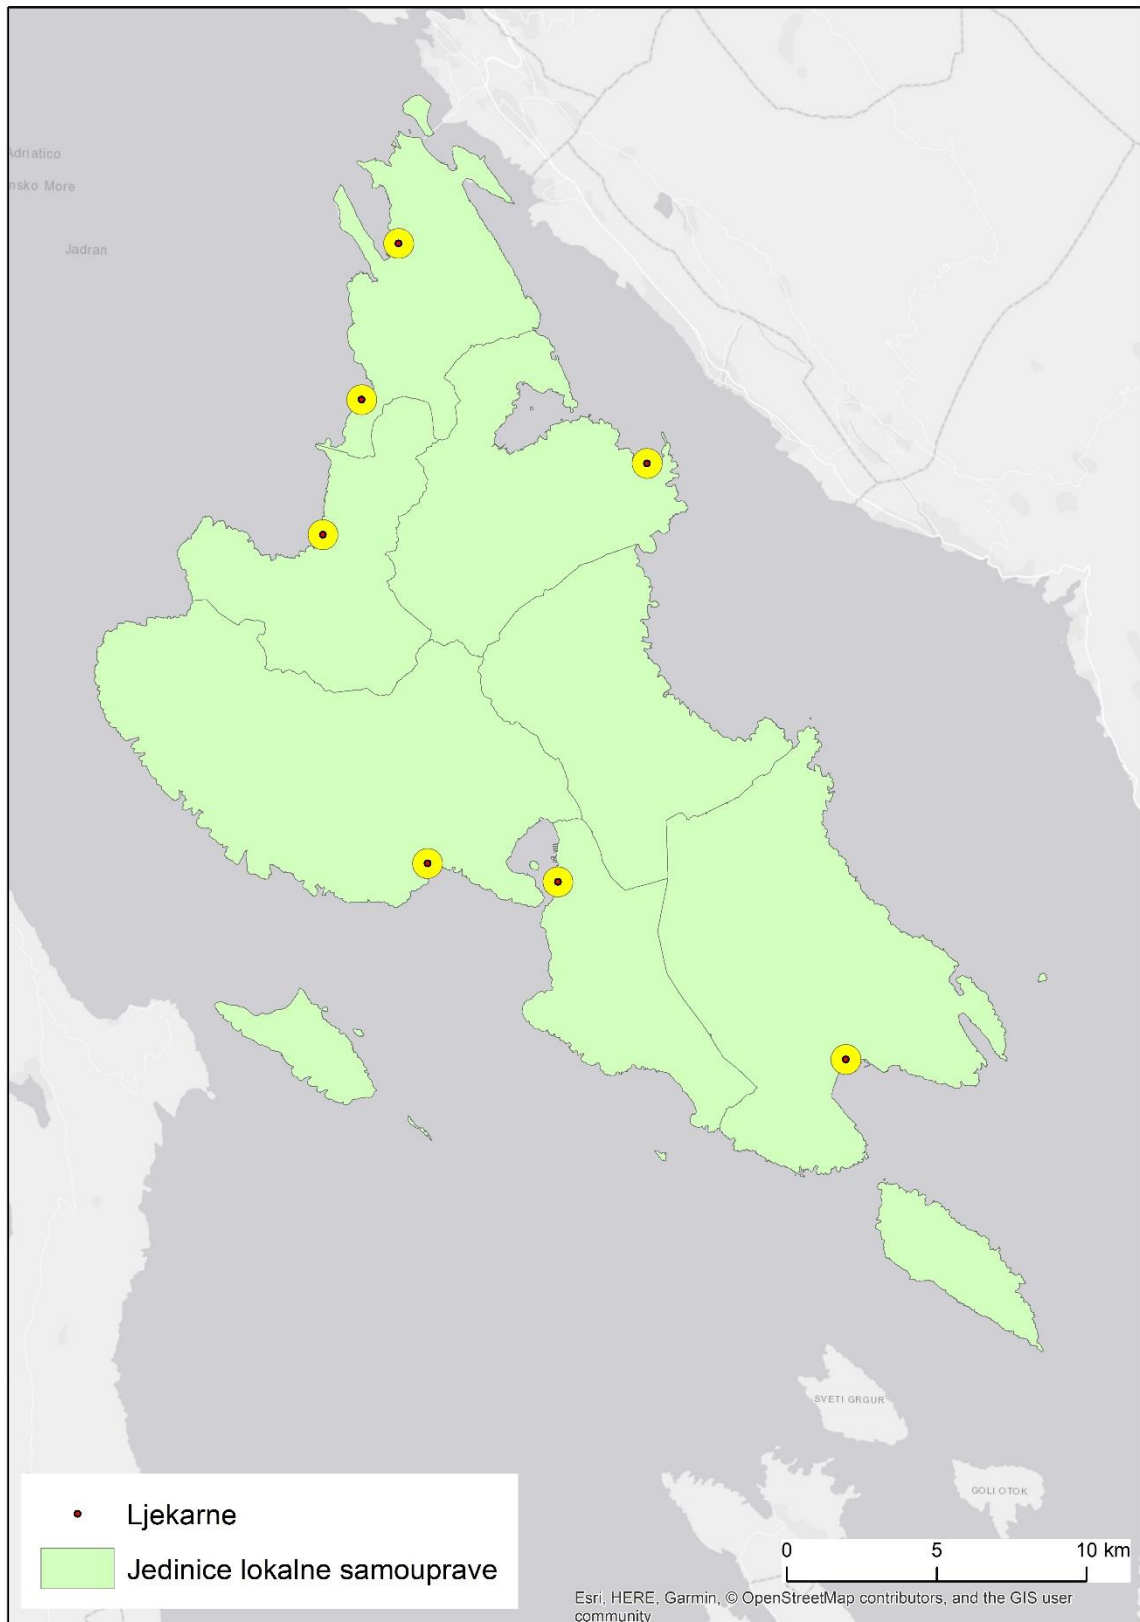 Adriatico
nsko More
Jadran
SVETI GRGUR
GOLI OTOK
Ljekarne
Jedinice lokalne samouprave
0 5 10 km
Esri, HERE, Garmin, © OpenStreetMap contributors, and the GIS user
community